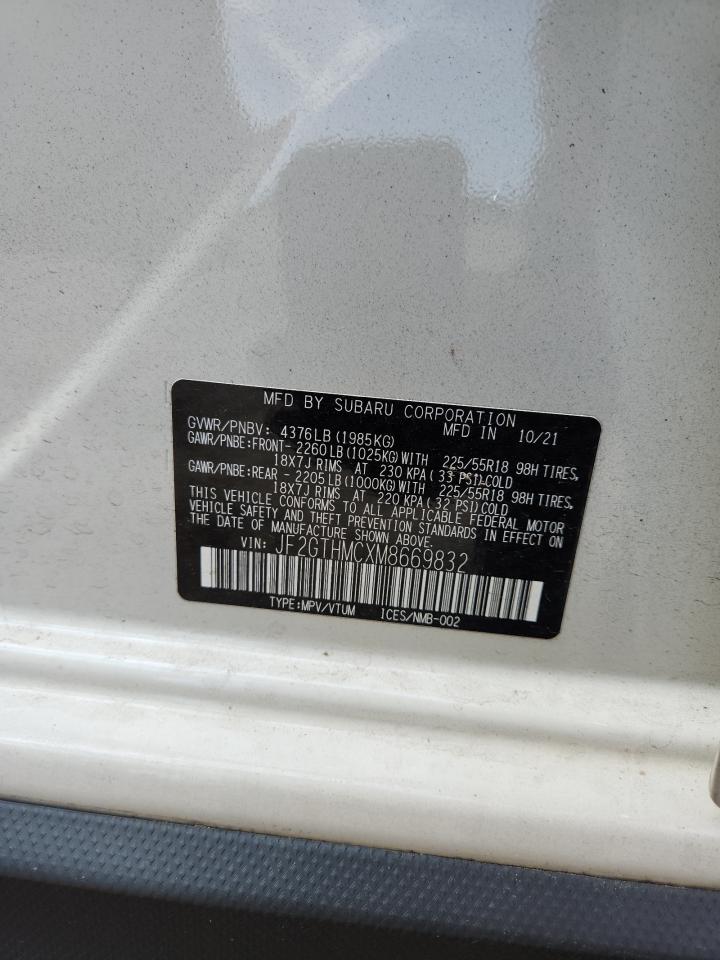 MFD BY SUBARU CORPORATION
GVWR/PNBV: 4376LB (1985KG) MFD IN 10/21
GAWR/PNBE:FRONT- 2260LB (1025KG) WITH 225/55R18 98H TIRES,
18X7J RIMS AT 230 KPA ( 33 PSI)-COLD
GAWR/PNBE:REAR - 2205LB (1000KG) WITH 225/55R18 98H TIRES,
18X7J RIMS AT 220 KPA (32 PSI) COLD
THIS VEHICLE CONFORMS TO ALL APPLICABLE FEDERAL MOTOR
VEHICLE SAFETY AND THEFT PREVENTION STANDARDS IN EFFECT ON
THE DATE OF MANUFACTURE SHOWN ABOVE.
VIN: JF2GTHMCXM8669832
TYPE:MPV/VTUM ICES/NMB-002